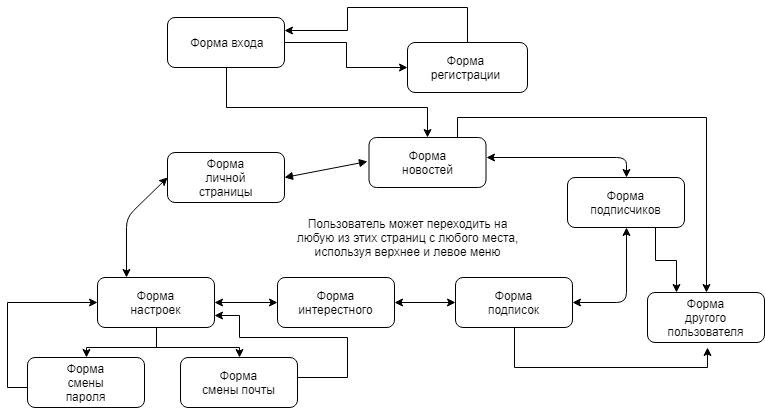 Форма входа
Форма
регистрации
Форма
новостей
Форма
личной
страницы
Форма
подписчиков
Пользователь может переходить на
любую из этих страниц с любого места,
используя верхнее и левое меню
Форма
настроек
Форма
интерестного
Форма
подписок
Форма
другого
пользователя
Форма
смены
пароля
Форма
смены почты